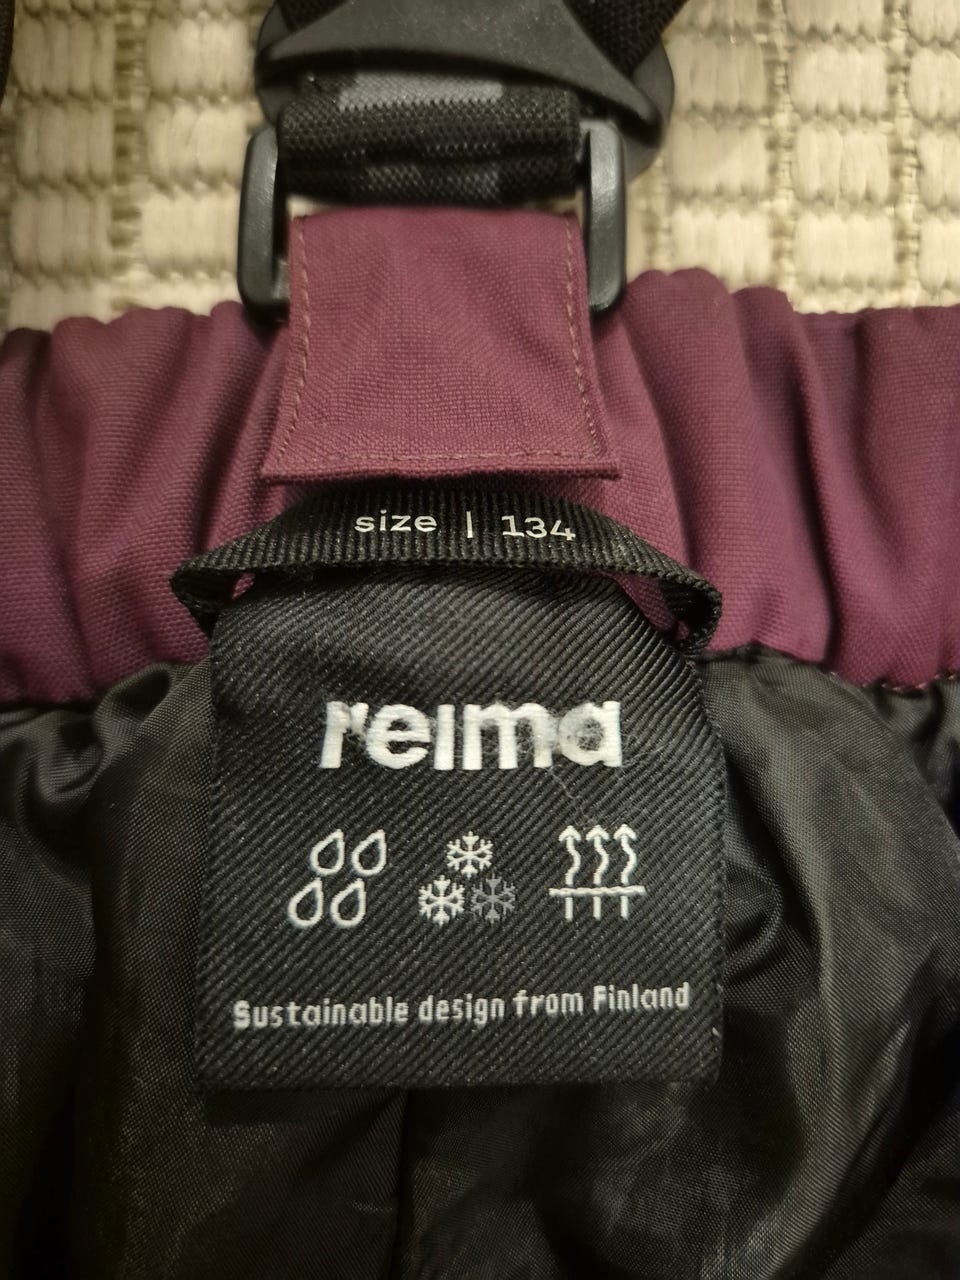 size | 134
reima
Sustainable design from Finland